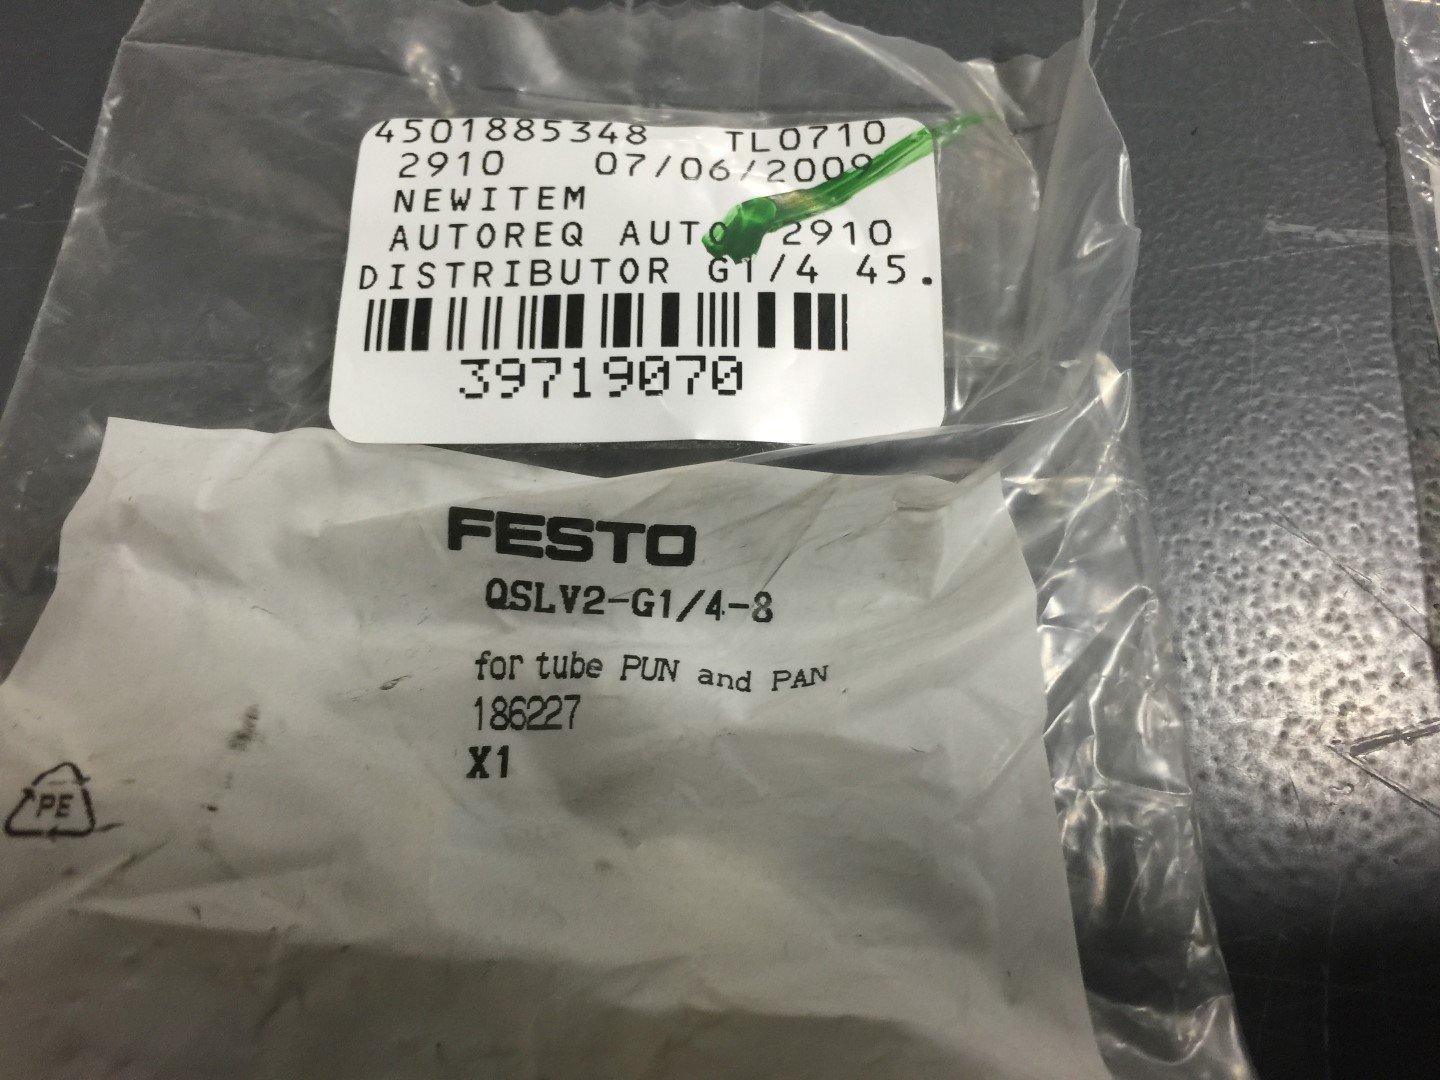 4501885348 TL0710
2910 07/06/2009
NEWITEM
AUTOREQ AUTO 2910
DISTRIBUTOR G1/4 45.
39719070
FESTO
QSLV2-G1/4-8
for tube PUN and PAN
186227
X1
PE